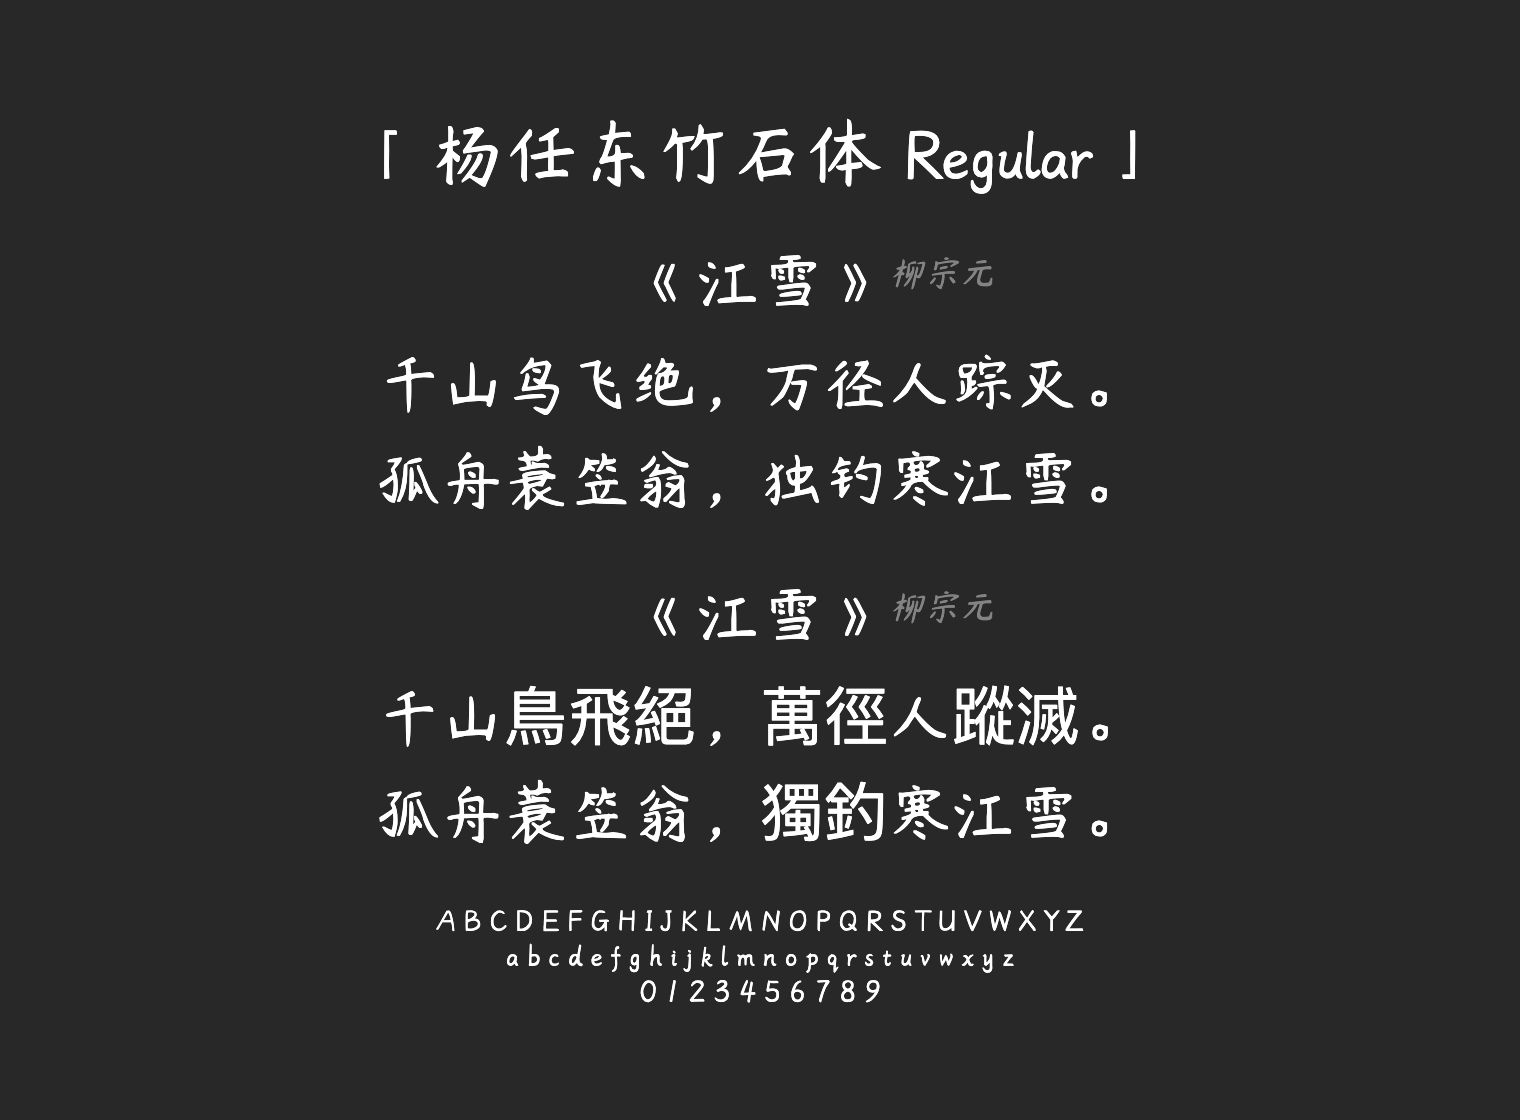 「 杨任东竹石体 Regular 」
《 江雪 》 柳宗元
千山鸟飞绝，万径人踪灭。
孤舟蓑笠翁，独钓寒江雪。
《 江雪 》 柳宗元
千山鳥飛絕，萬徑人蹤滅。
孤舟蓑笠翁，獨釣寒江雪。
ABCDEFGHIJKLMNOPQRSTUVWXYZ
abcdefghijklmnopqrstuvwxyz
0123456789